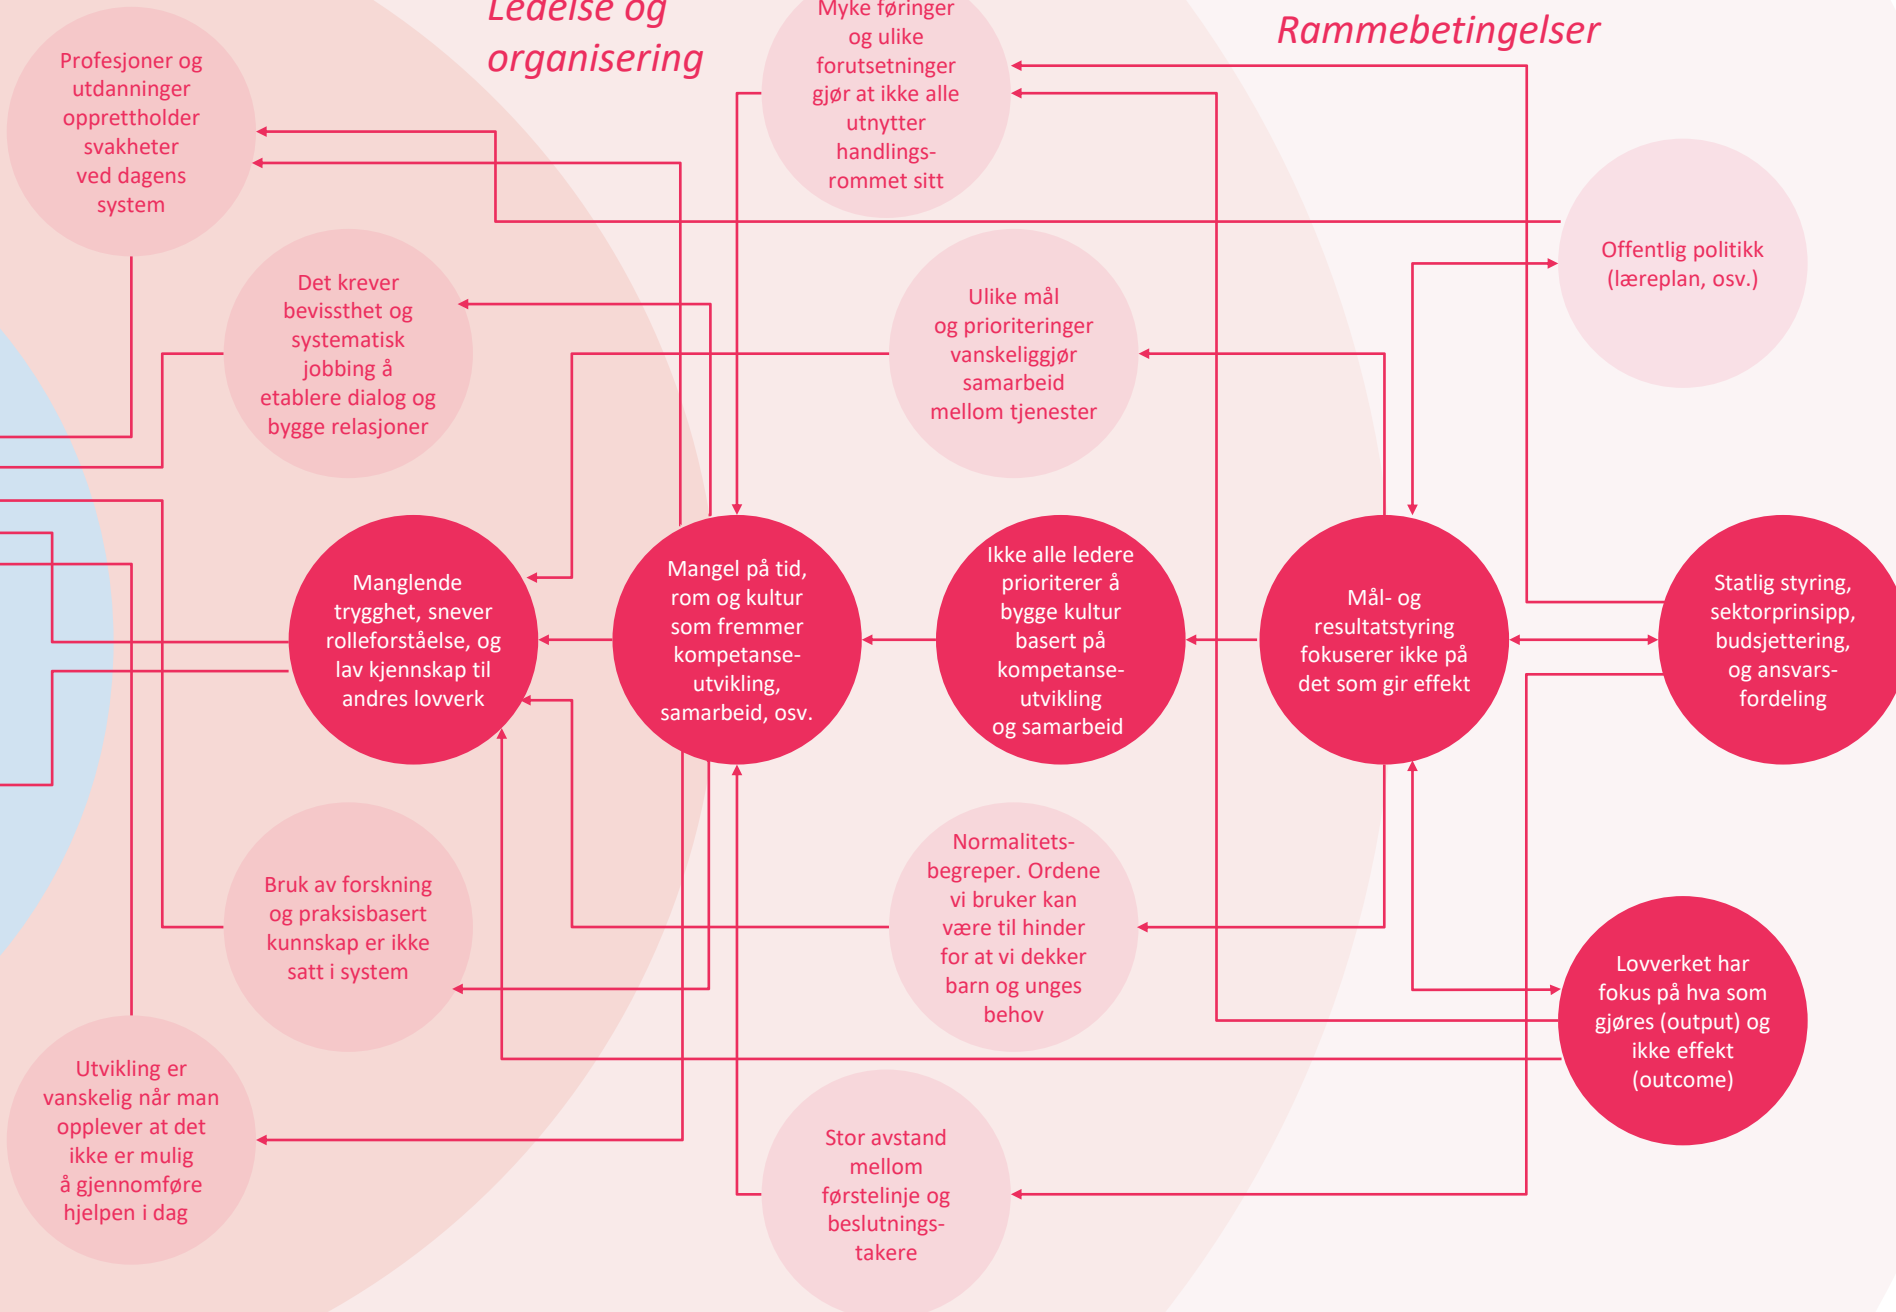 Ledelse og
organisering
Rammebetingelser
Profesjoner og
utdanninger
opprettholder
svakheter
ved dagens
system
Myke føringer
og ulike
forutsetninger
gjør at ikke alle
utnytter
handlings-
rommet sitt
Offentlig politikk
(læreplan, osv.)
Det krever
bevissthet og
systematisk
jobbing å
etablere dialog og
bygge relasjoner
Ulike mål
og prioriteringer
vanskeliggjør
samarbeid
mellom tjenester
Manglende
trygghet, snever
rolleforståelse, og
lav kjennskap til
andres lovverk
Mangel på tid,
rom og kultur
som fremmer
kompetanse-
utvikling,
samarbeid, osv.
Ikke alle ledere
prioriterer å
bygge kultur
basert på
kompetanse-
utvikling
og samarbeid
Mål- og
resultatstyring
fokuserer ikke på
det som gir effekt
Statlig styring,
sektorprinsipp,
budsjettering,
og ansvars-
fordeling
Bruk av forskning
og praksisbasert
kunnskap er ikke
satt i system
Normalitets-
begreper. Ordene
vi bruker kan
være til hinder
for at vi dekker
barn og unges
behov
Lovverket har
fokus på hva som
gjøres (output) og
ikke effekt
(outcome)
Utvikling er
vanskelig når man
opplever at det
ikke er mulig
å gjennomføre
hjelpen i dag
Stor avstand
mellom
førstelinje og
beslutnings-
takere